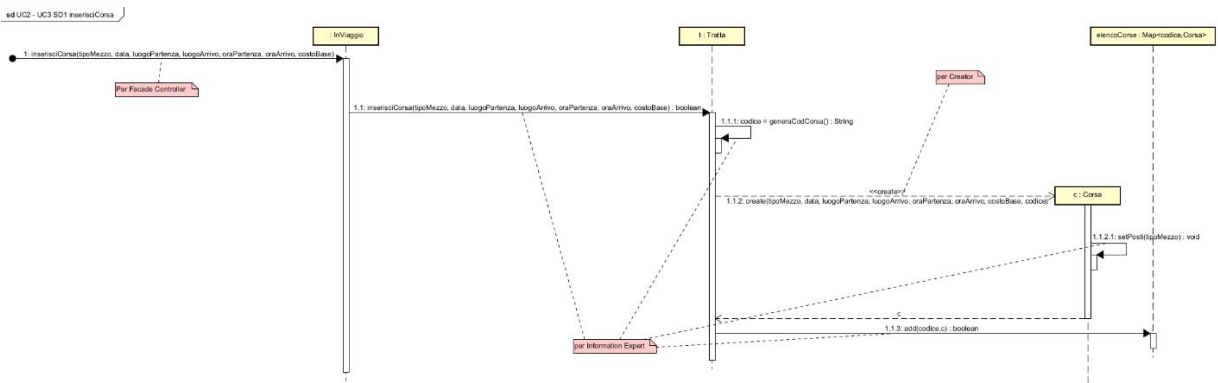 sd UC2 - UC3 SD1 inserisciCorsa
: InViaggio
t : Tratta
elencoCorse : Map<codice,Corsa>
1: inserisciCorsa(tipoMezzo, data, luogoPartenza, luogoArrivo, oraPartenza, oraArrivo, costoBase)
per Creator
Per Facade Controller
1.1: inserisciCorsa(tipoMezzo, data, luogoPartenza, luogoArrivo, oraPartenza, oraArrivo, costoBase) : boolean
1.1.1: codice = generaCodCorsa() : String
<<create>>
c : Corsa
1.1.2: create(tipoMezzo, data, luogoPartenza, luogoArrivo, oraPartenza, oraArrivo, costoBase, codice)
1.1.2.1: setPosti(tipoMezzo) : void
c
1.1.3: add(codice,c) : boolean
per Information Expert